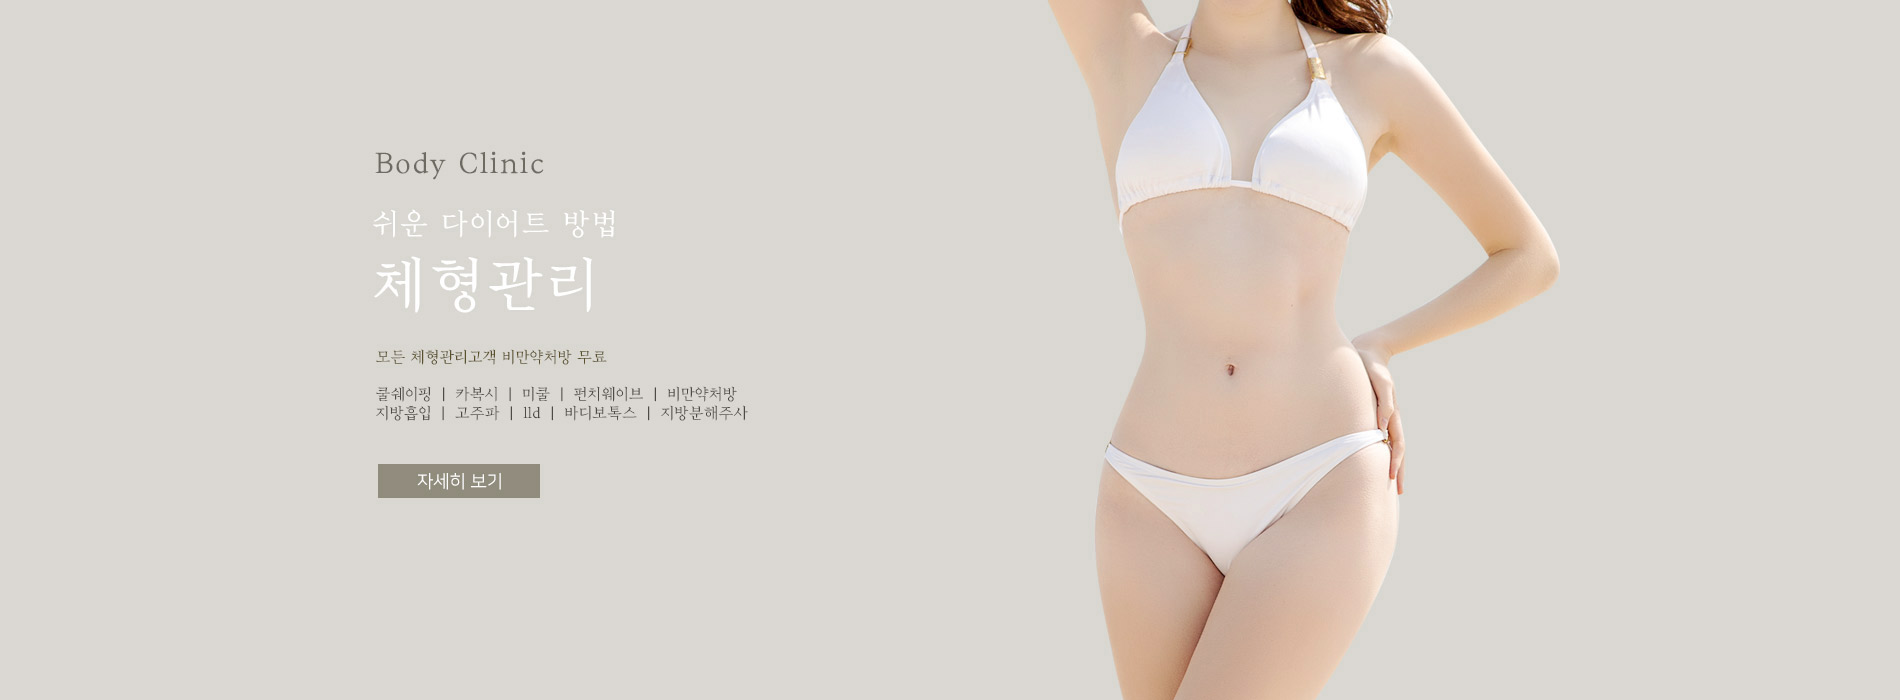 Body Clinic
쉬운 다이어트 방법
체형관리
모든 체형관리고객 비만약처방 무료
쿨쉐이핑 | 카복시 | 미쿨 | 펀치웨이브 | 비만약처방
지방흡입 | 고주파 | lld | 바디보톡스 | 지방분해주사
자세히 보기